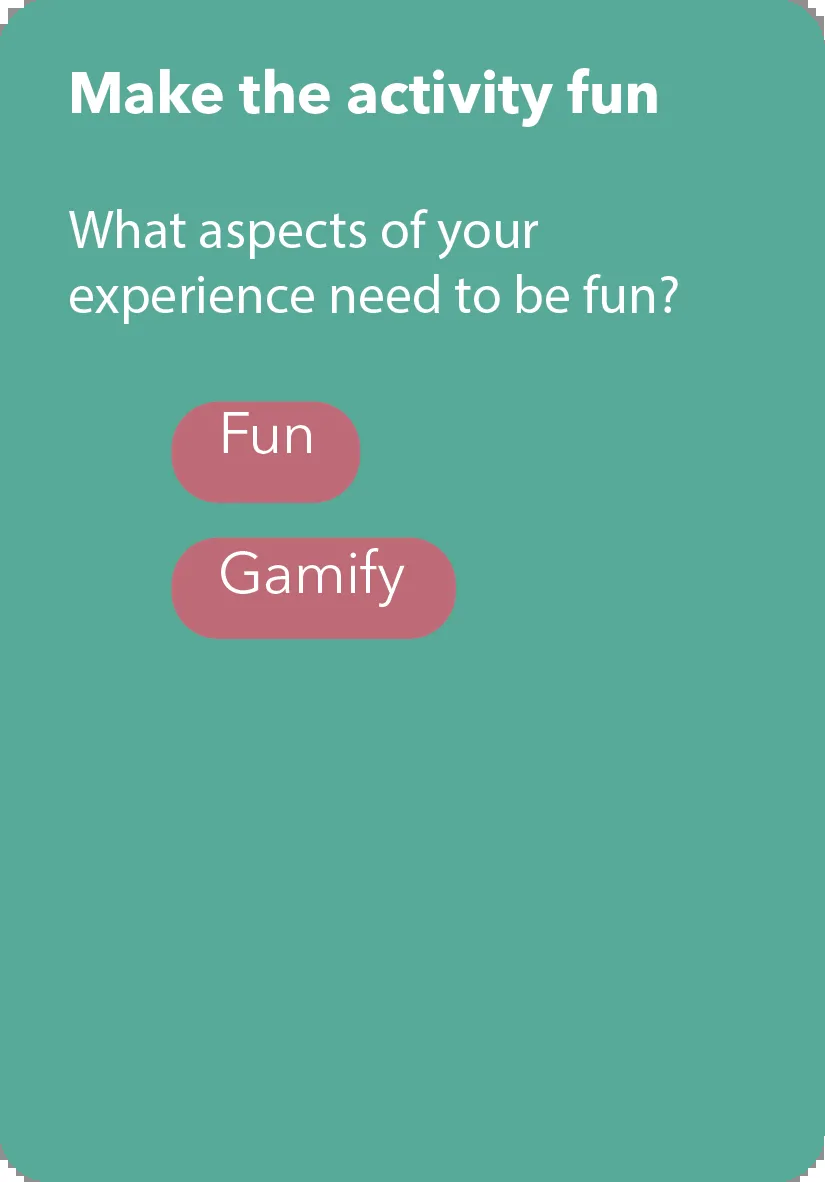 Make the activity fun
What aspects of your
experience need to be fun?
Fun
Gamify